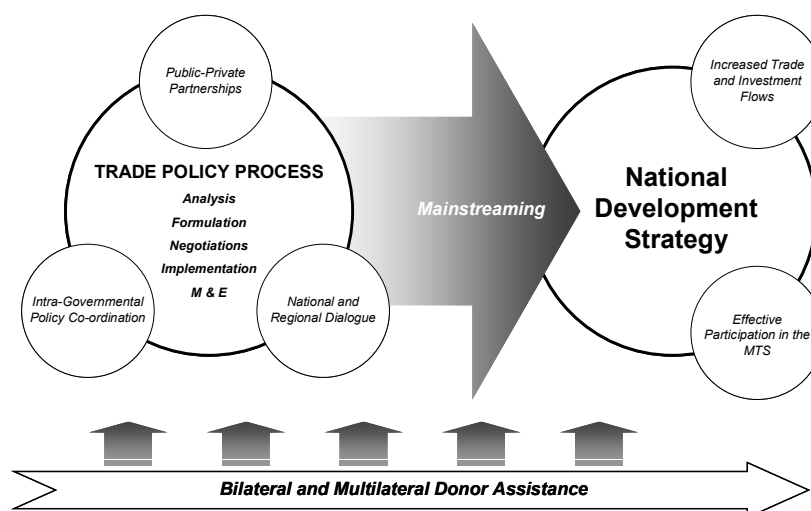 Public-Private
Partnerships
TRADE POLICY PROCESS
Analysis
Formulation
Negotiations
Implementation
M & E
Intra-Governmental
Policy Co-ordination
National and
Regional Dialogue
Mainstreaming
Increased Trade
and Investment
Flows
National
Development
Strategy
Effective
Participation in the
MTS
Bilateral and Multilateral Donor Assistance